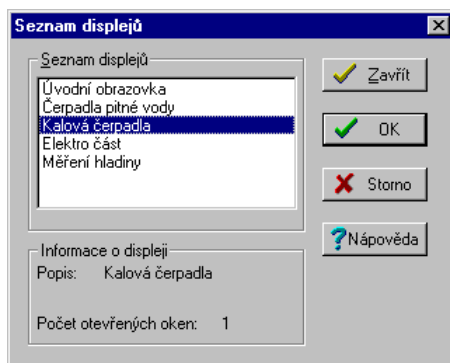 Seznam displejů
Seznam displejů
Úvodní obrazovka
Čerpadla pitné vody
Kalová čerpadla
Elektro část
Měření hladiny
Zavřít
OK
Storno
Nápověda
Informace o displeji
Popis: Kalová čerpadla
Počet otevřených oken: 1